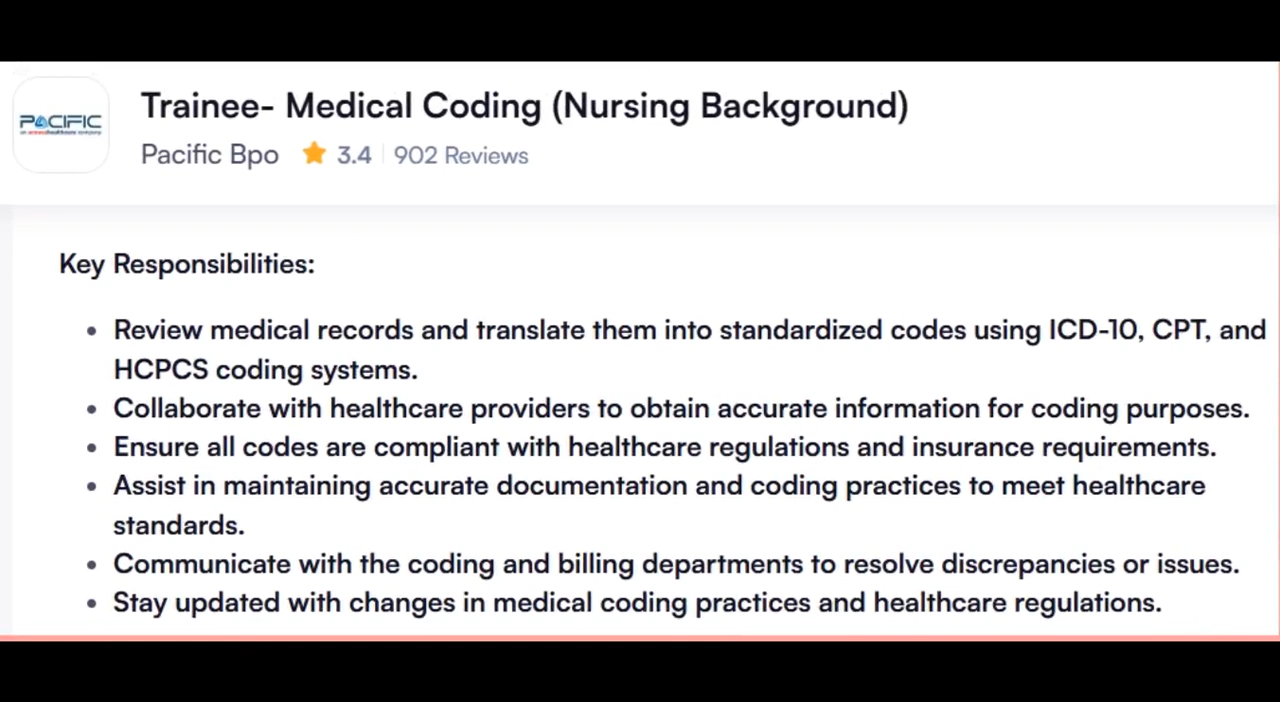 PACIFIC
Trainee- Medical Coding (Nursing Background)
Pacific Bpo 3.4 902 Reviews
Key Responsibilities:
• Review medical records and translate them into standardized codes using ICD-10, CPT, and
HCPCS coding systems.
• Collaborate with healthcare providers to obtain accurate information for coding purposes.
• Ensure all codes are compliant with healthcare regulations and insurance requirements.
• Assist in maintaining accurate documentation and coding practices to meet healthcare
standards.
• Communicate with the coding and billing departments to resolve discrepancies or issues.
• Stay updated with changes in medical coding practices and healthcare regulations.